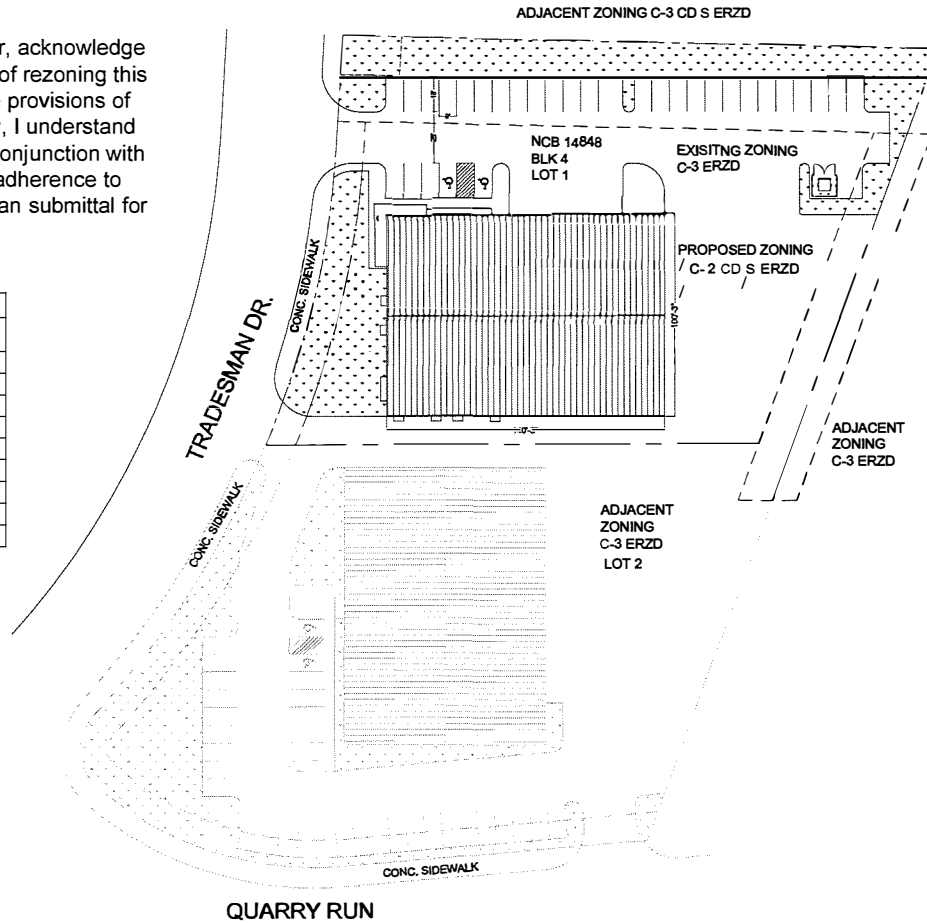 ADJACENT ZONING C-3 CD S ERZD
r, acknowledge
of rezoning this
provisions of
, I understand
onjunction with
adherence to
an submittal for
NCB 14848
BLK 4
LOT 1
EXISITNG ZONING
C-3 ERZD
PROPOSED ZONING
C-2 CD S ERZD
CONC. SIDEWALK
TRADESMAN DR.
100'-3"
ADJACENT
ZONING
C-3 ERZD
ADJACENT
ZONING
C-3 ERZD
LOT 2
CONC. SIDEWALK
CONC. SIDEWALK
QUARRY RUN